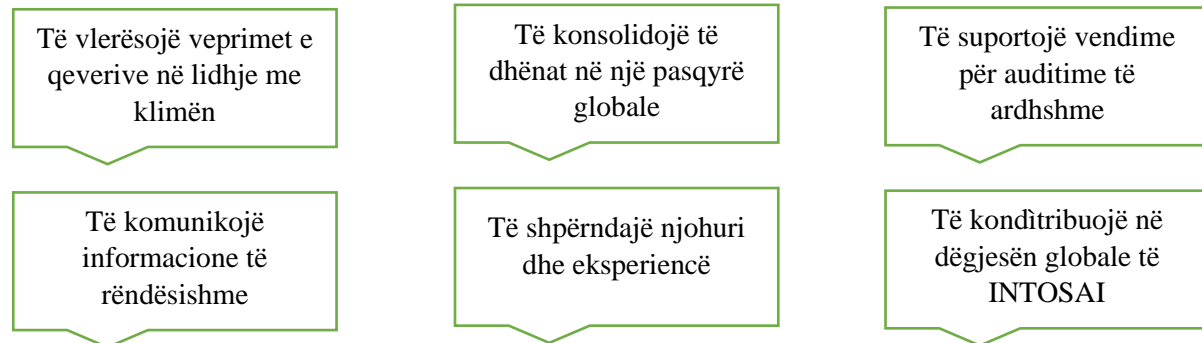 Të vlerësojë veprimet e
qeverive në lidhje me
klimën
Të konsolidojë të
dhënat në një pasqyrë
globale
Të suportojë vendime
për auditime të
ardhshme
Të komunikojë
informacione të
rëndësishme
Të shpërndajë njohuri
dhe eksperiencë
Të kondìtribuojë në
dëgjesën globale të
INTOSAI